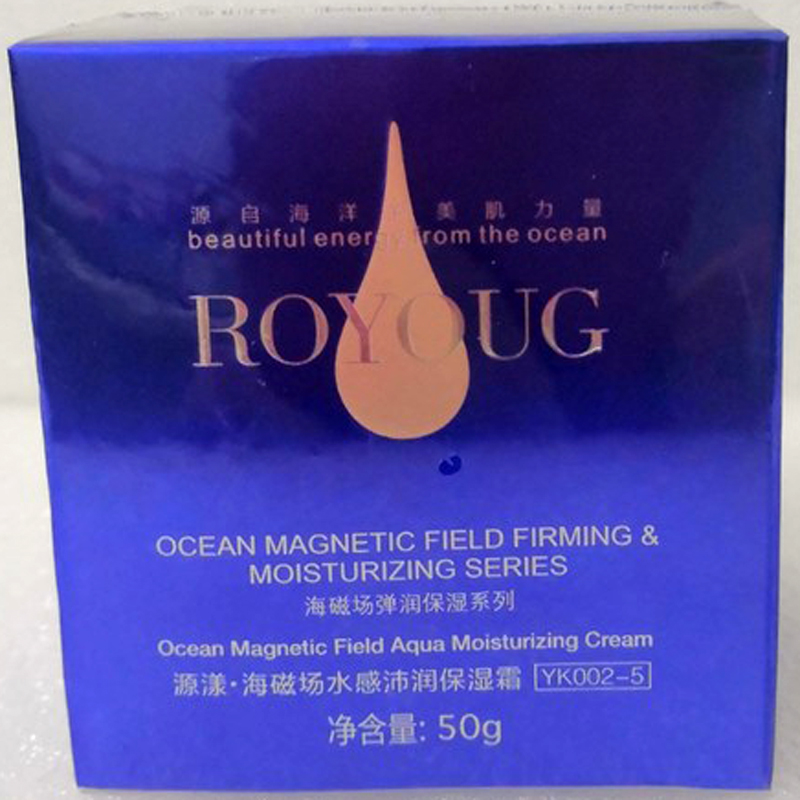 源自海洋 美肌力量
beautiful energy from the ocean
ROYOUG
OCEAN MAGNETIC FIELD FIRMING &
MOISTURIZING SERIES
海磁场弹润保湿系列
Ocean Magnetic Field Aqua Moisturizing Cream
源漾·海磁场水感沛润保湿霜 YK002-5
净含量: 50g